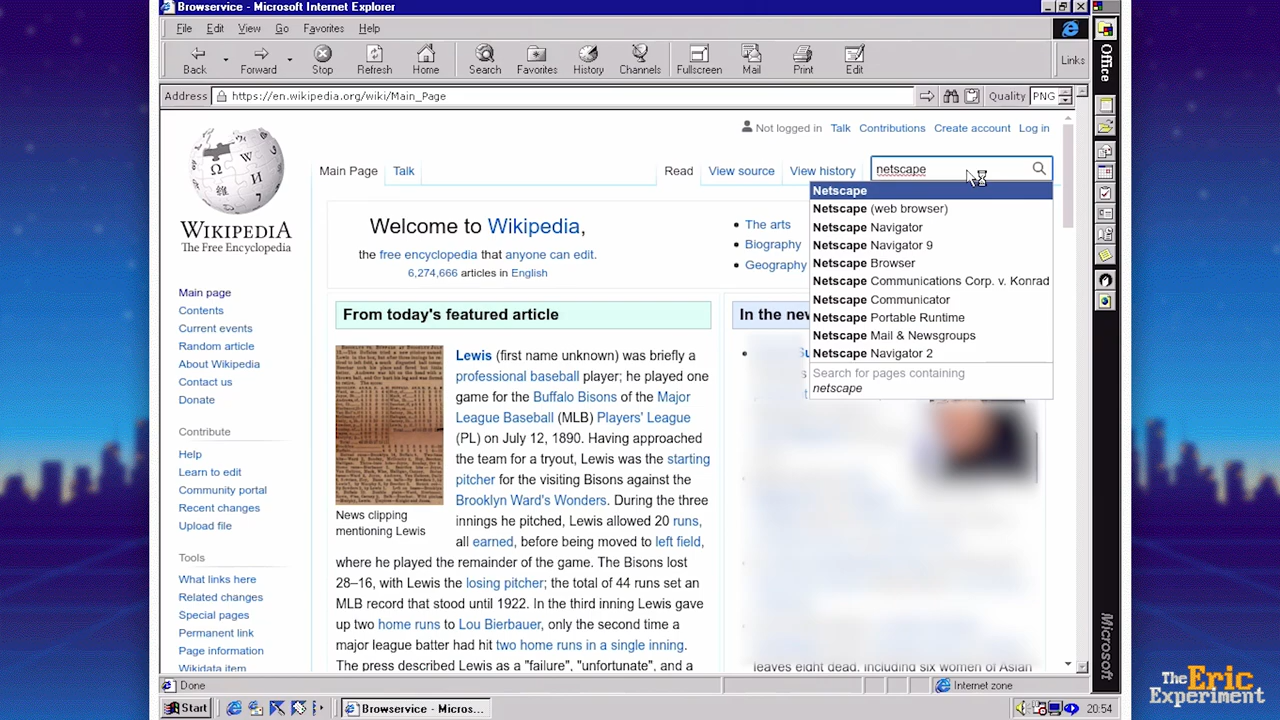 Browservice - Microsoft Internet Explorer
File Edit View Go Favorites Help
Back Forward Stop Refresh Home Search Favorites History Channels Fullscreen Mail Print Edit Links
Address https://en.wikipedia.org/wiki/Main_Page Quality PNG
Office
Not logged in Talk Contributions Create account Log in
Main Page Talk Read View source View history netscape
Netscape
Netscape (web browser)
Netscape Navigator
Netscape Navigator 9
Netscape Browser
Netscape Communications Corp. v. Konrad
Netscape Communicator
Netscape Portable Runtime
Netscape Mail & Newsgroups
Netscape Navigator 2
Search for pages containing
netscape
WIKIPEDIA
The Free Encyclopedia
Welcome to Wikipedia,
the free encyclopedia that anyone can edit.
6,274,666 articles in English
The arts
Biography
Geography
Main page
Contents
Current events
Random article
About Wikipedia
Contact us
Donate
Contribute
Help
Learn to edit
Community portal
Recent changes
Upload file
Tools
What links here
Related changes
Special pages
Permanent link
Page information
Wikidata item
From today's featured article
Lewis (first name unknown) was briefly a
professional baseball player; he played one
game for the Buffalo Bisons of the Major
League Baseball (MLB) Players' League
(PL) on July 12, 1890. Having approached
the team for a tryout, Lewis was the starting
pitcher for the visiting Bisons against the
Brooklyn Ward's Wonders. During the three
innings he pitched, Lewis allowed 20 runs,
all earned, before being moved to left field,
where he played the remainder of the game. The Bisons lost
28–16, with Lewis the losing pitcher; the total of 44 runs set an
MLB record that stood until 1922. In the third inning Lewis gave
up two home runs to Lou Bierbauer, only the second time a
major league batter had hit two home runs in a single inning.
The press described Lewis as a "failure", "unfortunate", and a
News clipping
mentioning Lewis
In the
leaves eight dead, including six women of Asian
Microsoft
Done Internet zone
Start Browservice - Micros... 20:54
The Eric
Experiment